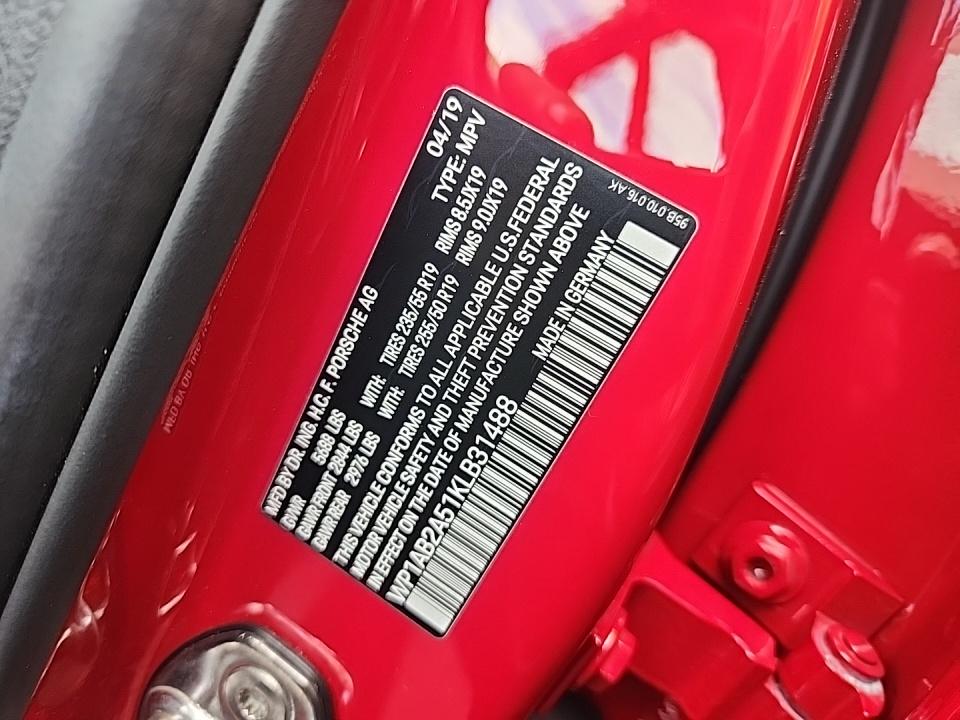 MFD BY DR. ING. H.C. F. PORSCHE AG 04/19
GVWR 5488 LBS TYPE: MPV
GAWR FRONT 2844 LBS WITH: TIRES 235/55 R19 RIMS 8.5JX19
GAWR RR 2976 LBS WITH: TIRES 255/50 R19 RIMS 9.0JX19
THIS VEHICLE CONFORMS TO ALL APPLICABLE U.S. FEDERAL
MOTOR VEHICLE SAFETY AND THEFT PREVENTION STANDARDS
IN EFFECT ON THE DATE OF MANUFACTURE SHOWN ABOVE
WP1AB2A51KLB31488 MADE IN GERMANY
95B.010.016.AK